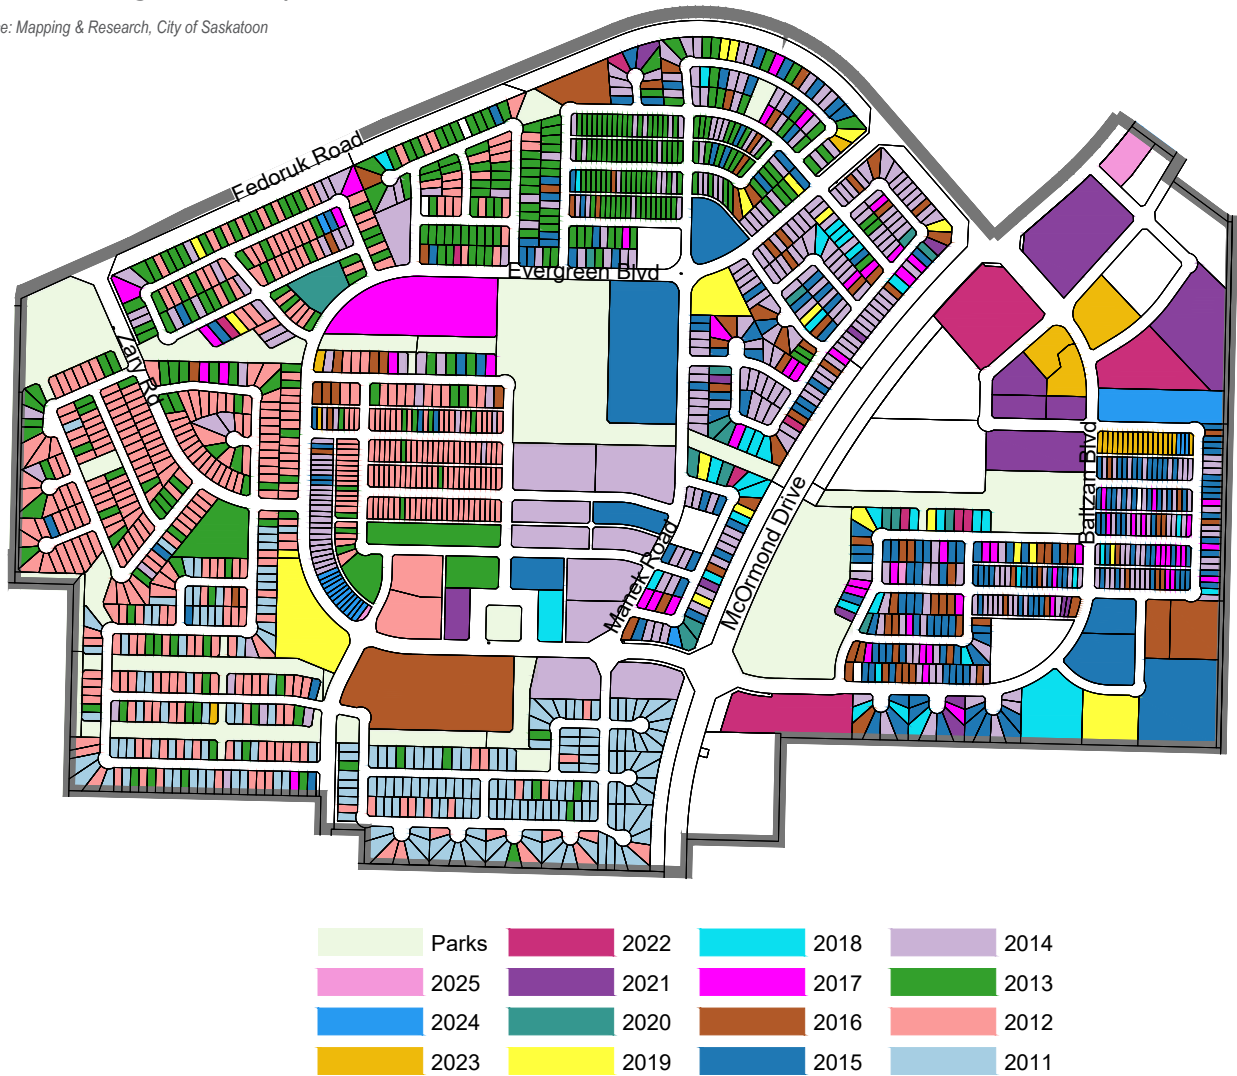 e: Mapping & Research, City of Saskatoon
Fedoruk Road
Evergreen Blvd
Zary Rd
Baltzan Blvd
McOrmond Drive
Manek Road
Parks 2022 2018 2014
2025 2021 2017 2013
2024 2020 2016 2012
2023 2019 2015 2011